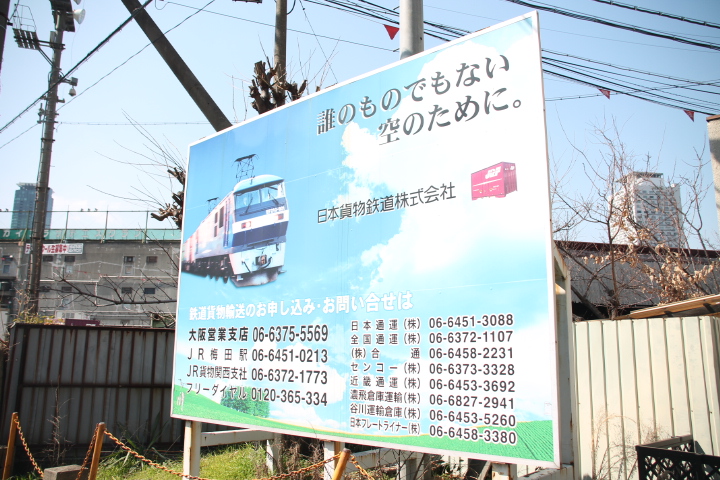 誰のものでもない
空のために。
日本貨物鉄道株式会社
鉄道貨物輸送のお申し込み・お問い合せは
大阪営業支店 06-6375-5569
JR梅田駅 06-6451-0213
JR貨物関西支社 06-6372-1773
フリーダイヤル 0120-365-334
日本通運(株) 06-6451-3088
全国通運(株) 06-6372-1107
(株)合通 06-6458-2231
センコー(株) 06-6373-3328
近畿通運(株) 06-6453-3692
濃飛倉庫運輸(株) 06-6827-2941
谷川運輸倉庫(株) 06-6453-5260
日本フレートライナー(株) 06-6458-3380